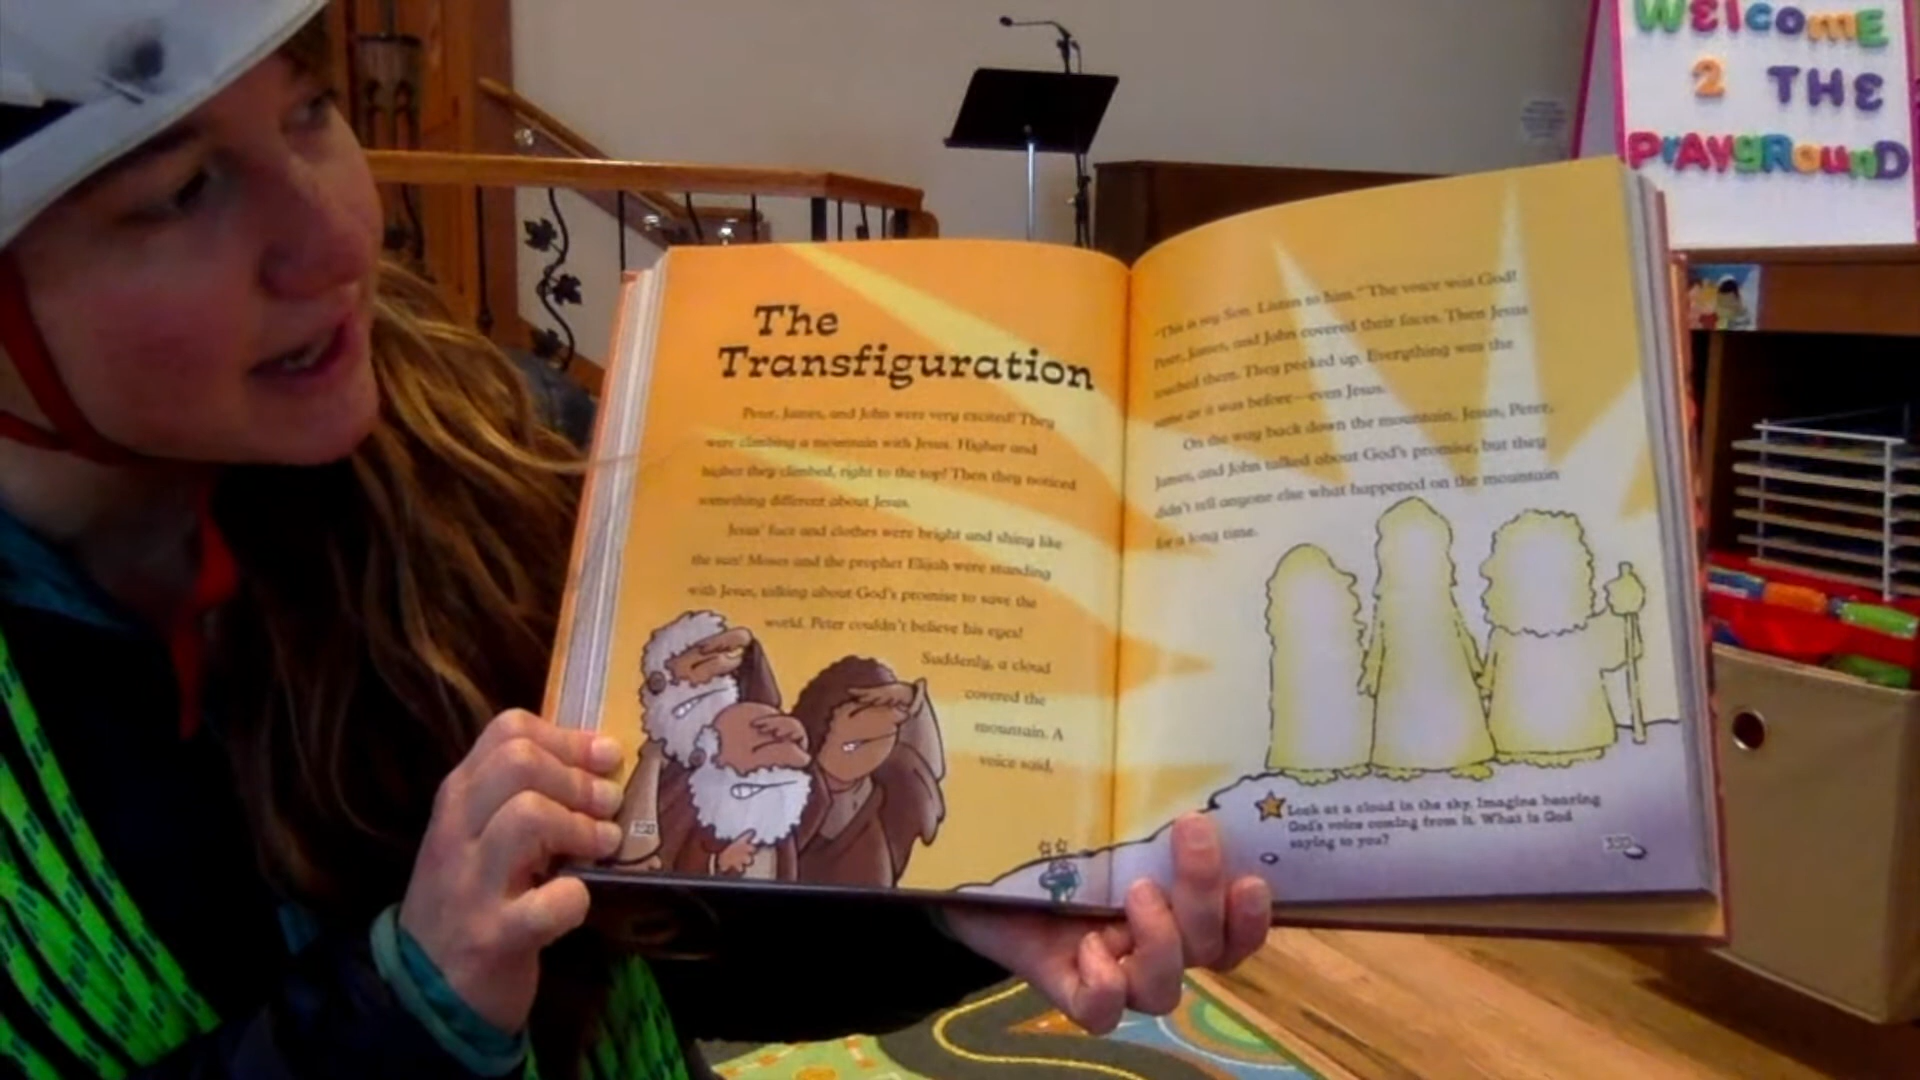 WElcomE
2 THE
PrAYgRounD
The
Transfiguration
Peter, James, and John were very excited! They
were climbing a mountain with Jesus. Higher and
higher they climbed, right to the top! Then they noticed
something different about Jesus.
Jesus' face and clothes were bright and shiny like
the sun! Moses and the prophet Elijah were standing
with Jesus, talking about God's promise to save the
world. Peter couldn't believe his eyes!
Suddenly, a cloud
covered the
mountain. A
voice said,
"This is my Son. Listen to him." The voice was God!
Peter, James, and John covered their faces. Then Jesus
touched them. They peeked up. Everything was the
same as it was before—even Jesus.
On the way back down the mountain, Jesus, Peter,
James, and John talked about God's promise, but they
didn't tell anyone else what happened on the mountain
for a long time.
Look at a cloud in the sky. Imagine hearing
God's voice coming from it. What is God
saying to you?